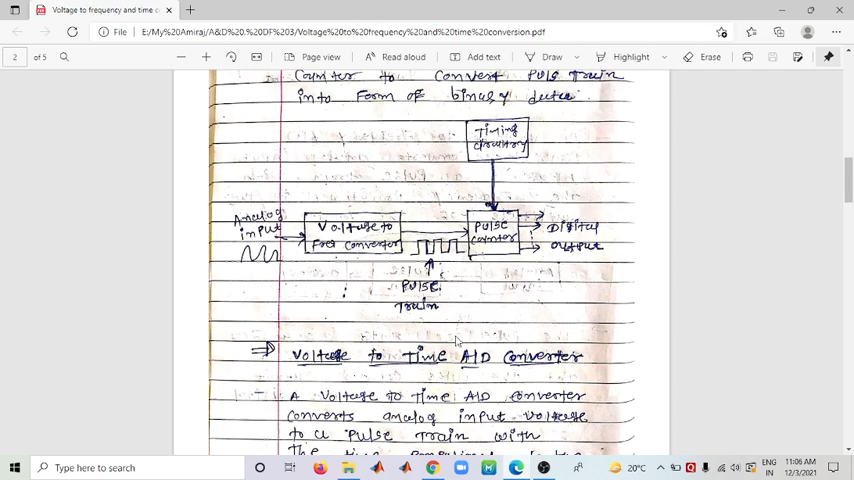 Voltage to frequency and time co
File
E:/My%20Amiraj/A&D%20.%20DF%203/Voltage%20to%20frequency%20and%20time%20conversion.pdf
2 of 5
Page view
Read aloud
Add text
Draw
Highlight
Erase
Counter to Convert Pulse Train
into Form of binary data
Timing
circuitry
Analog
input
Voltage to
Freq Convertor
Pulse
Counter
Digital
output
Pulse
Train
Voltage to Time A/D Converter
A Voltage to Time A/D Converter
Converts analog input voltage
to a Pulse Train with
Type here to search
20°C
ENG
IN
11:06 AM
12/3/2021